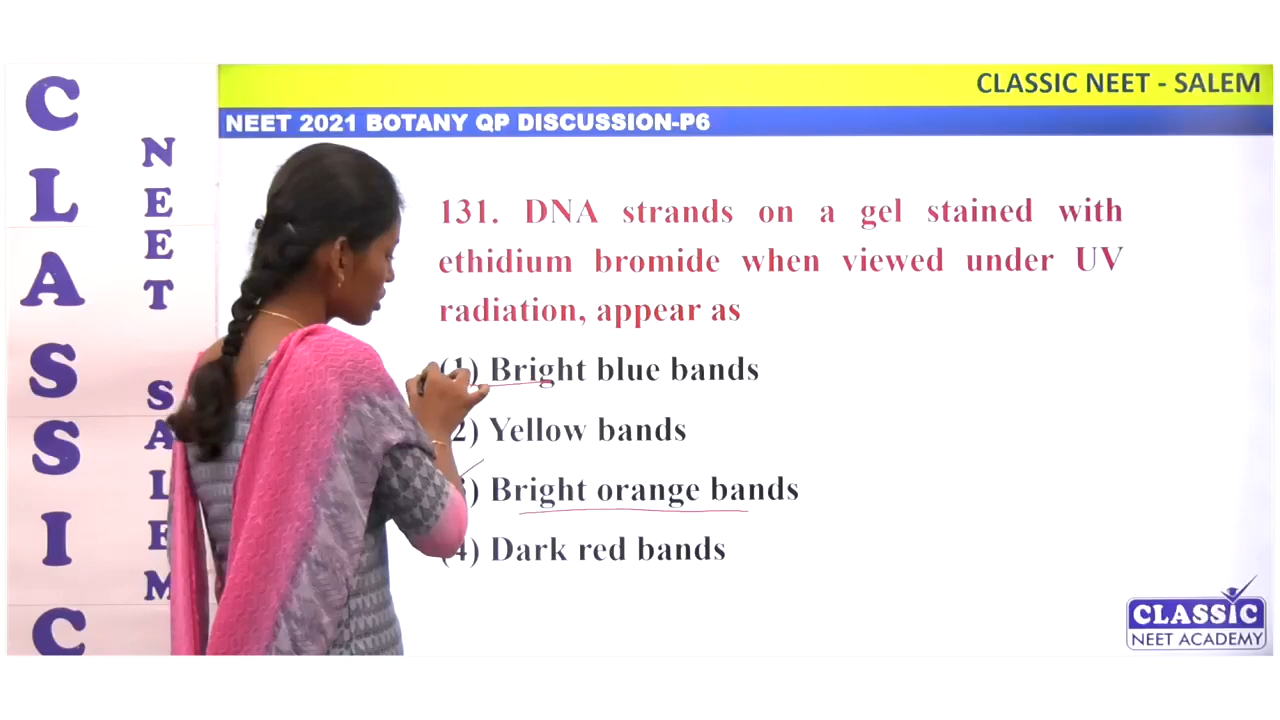 CLASSIC
NEET
SALEM
CLASSIC NEET - SALEM
NEET 2021 BOTANY QP DISCUSSION-P6
131. DNA strands on a gel stained with
ethidium bromide when viewed under UV
radiation, appear as
(1) Bright blue bands
2) Yellow bands
) Bright orange bands
(4) Dark red bands
CLASSIC
NEET ACADEMY